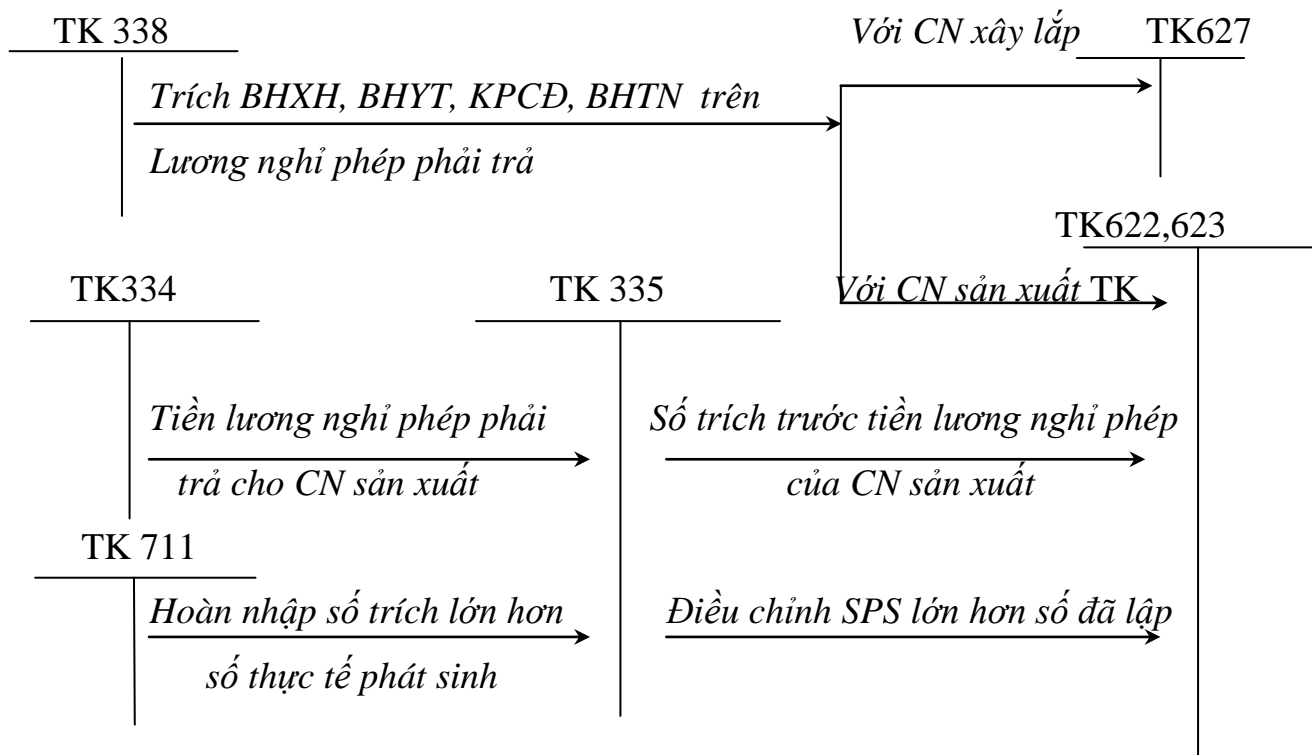 TK 338
Với CN xây lắp
TK627
Trích BHXH, BHYT, KPCĐ, BHTN trên
Lương nghỉ phép phải trả
TK622,623
TK334
TK 335
Với CN sản xuất TK
Tiền lương nghỉ phép phải
trả cho CN sản xuất
Số trích trước tiền lương nghỉ phép
của CN sản xuất
TK 711
Hoàn nhập số trích lớn hơn
số thực tế phát sinh
Điều chỉnh SPS lớn hơn số đã lập